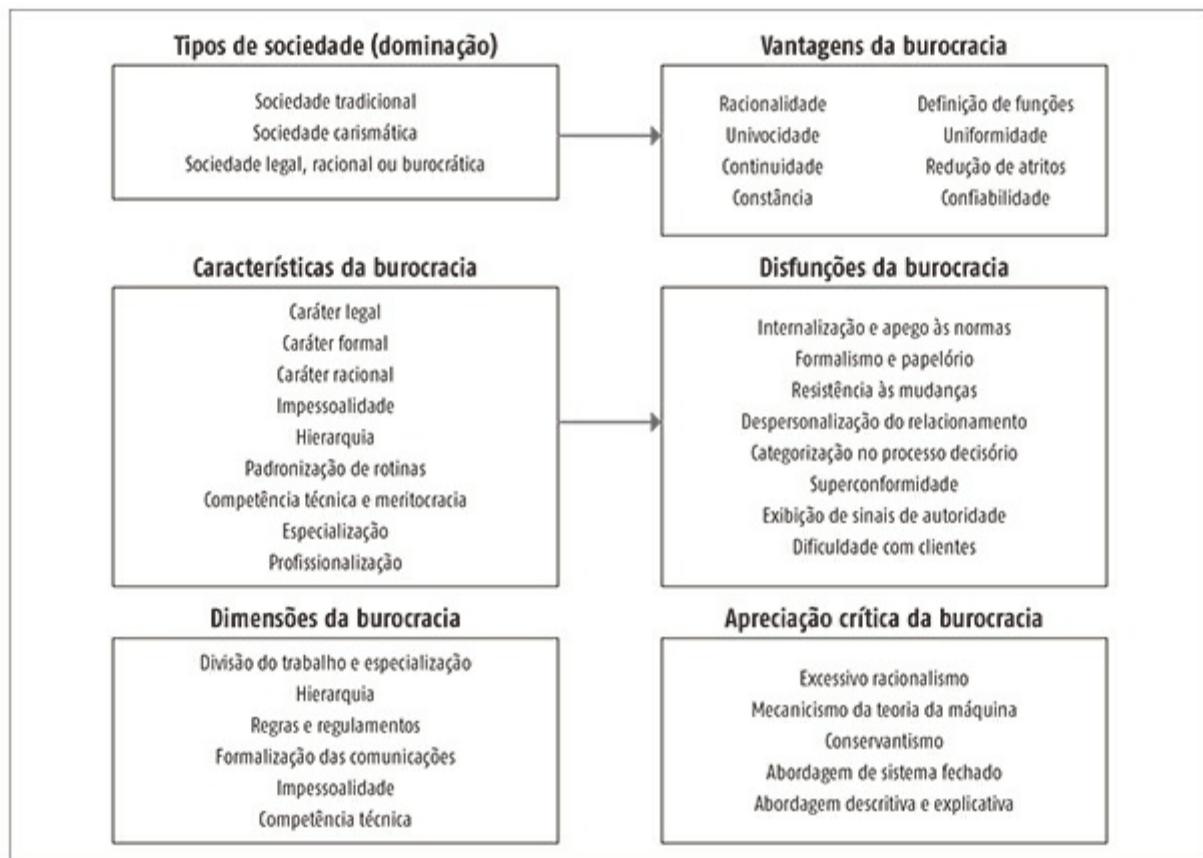 Tipos de sociedade (dominação)
Sociedade tradicional
Sociedade carismática
Sociedade legal, racional ou burocrática
Vantagens da burocracia
Racionalidade
Univocidade
Continuidade
Constância
Definição de funções
Uniformidade
Redução de atritos
Confiabilidade
Características da burocracia
Caráter legal
Caráter formal
Caráter racional
Impessoalidade
Hierarquia
Padronização de rotinas
Competência técnica e meritocracia
Especialização
Profissionalização
Disfunções da burocracia
Internalização e apego às normas
Formalismo e papelório
Resistência às mudanças
Despersonalização do relacionamento
Categorização no processo decisório
Superconformidade
Exibição de sinais de autoridade
Dificuldade com clientes
Dimensões da burocracia
Divisão do trabalho e especialização
Hierarquia
Regras e regulamentos
Formalização das comunicações
Impessoalidade
Competência técnica
Apreciação crítica da burocracia
Excessivo racionalismo
Mecanicismo da teoria da máquina
Conservantismo
Abordagem de sistema fechado
Abordagem descritiva e explicativa